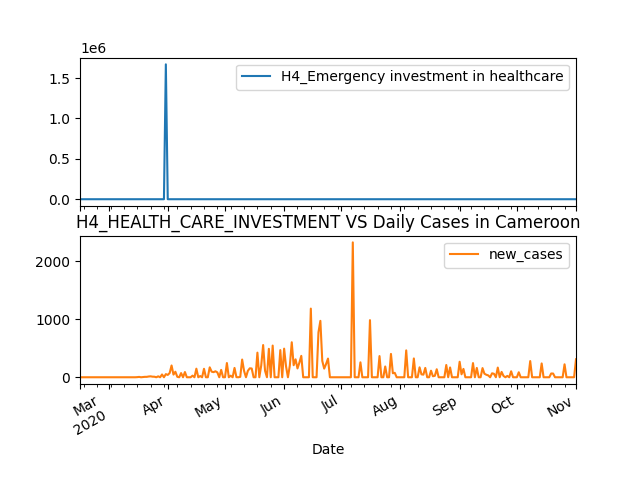 1e6
1.5
1.0
0.5
0.0
H4_Emergency investment in healthcare
H4_HEALTH_CARE_INVESTMENT VS Daily Cases in Cameroon
2000
1000
0
new_cases
Mar
2020
Apr
May
Jun
Jul
Aug
Sep
Oct
Nov
Date